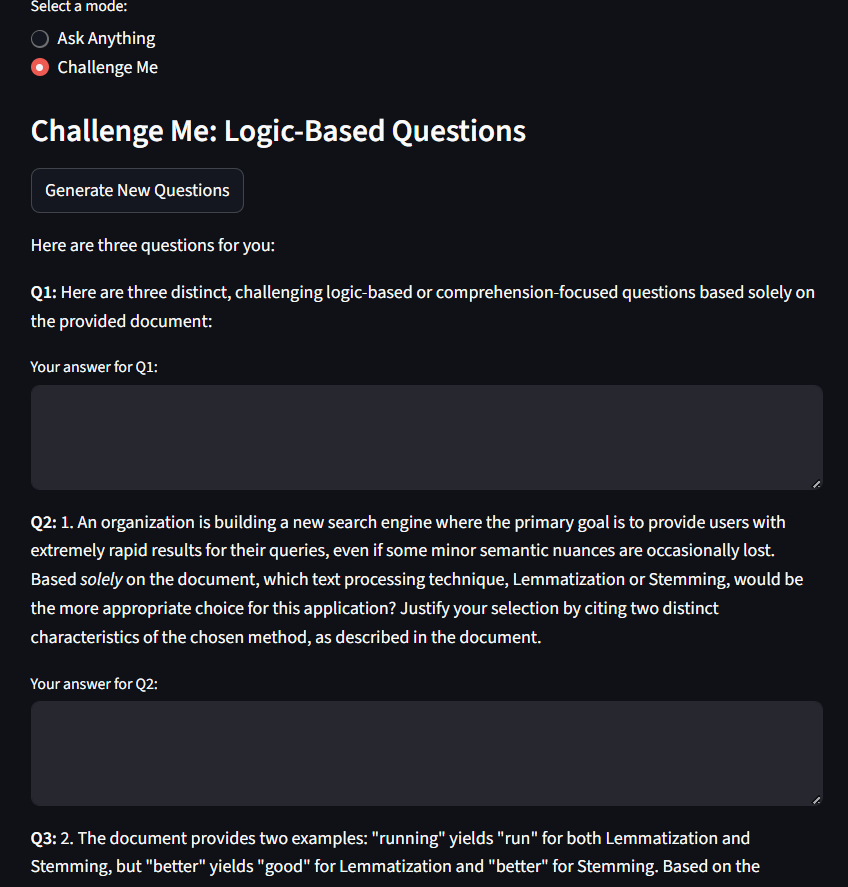 Select a mode:
Ask Anything
Challenge Me
Challenge Me: Logic-Based Questions
Generate New Questions
Here are three questions for you:
Q1: Here are three distinct, challenging logic-based or comprehension-focused questions based solely on
the provided document:
Your answer for Q1:
Q2: 1. An organization is building a new search engine where the primary goal is to provide users with
extremely rapid results for their queries, even if some minor semantic nuances are occasionally lost.
Based solely on the document, which text processing technique, Lemmatization or Stemming, would be
the more appropriate choice for this application? Justify your selection by citing two distinct
characteristics of the chosen method, as described in the document.
Your answer for Q2:
Q3: 2. The document provides two examples: "running" yields "run" for both Lemmatization and
Stemming, but "better" yields "good" for Lemmatization and "better" for Stemming. Based on the